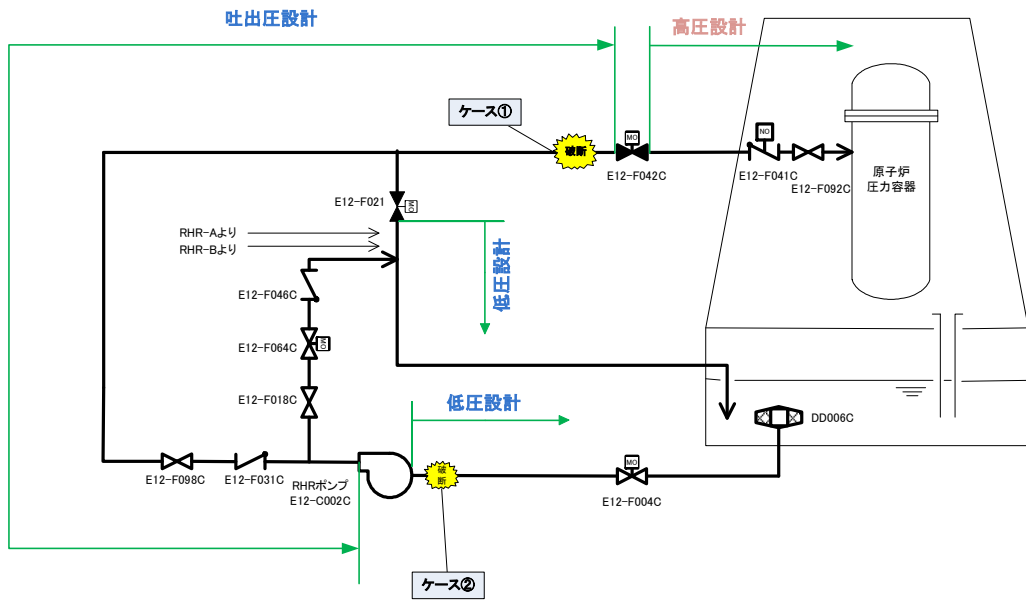 吐出圧設計
高圧設計
ケース①
破断
MO
NO
E12-F042C
E12-F041C
E12-F092C
原子炉
圧力容器
E12-F021
MO
RHR-Aより
RHR-Bより
低圧設計
E12-F046C
E12-F064C
MO
E12-F018C
低圧設計
DD006C
E12-F098C
E12-F031C
RHRポンプ
E12-C002C
破
断
MO
E12-F004C
ケース②